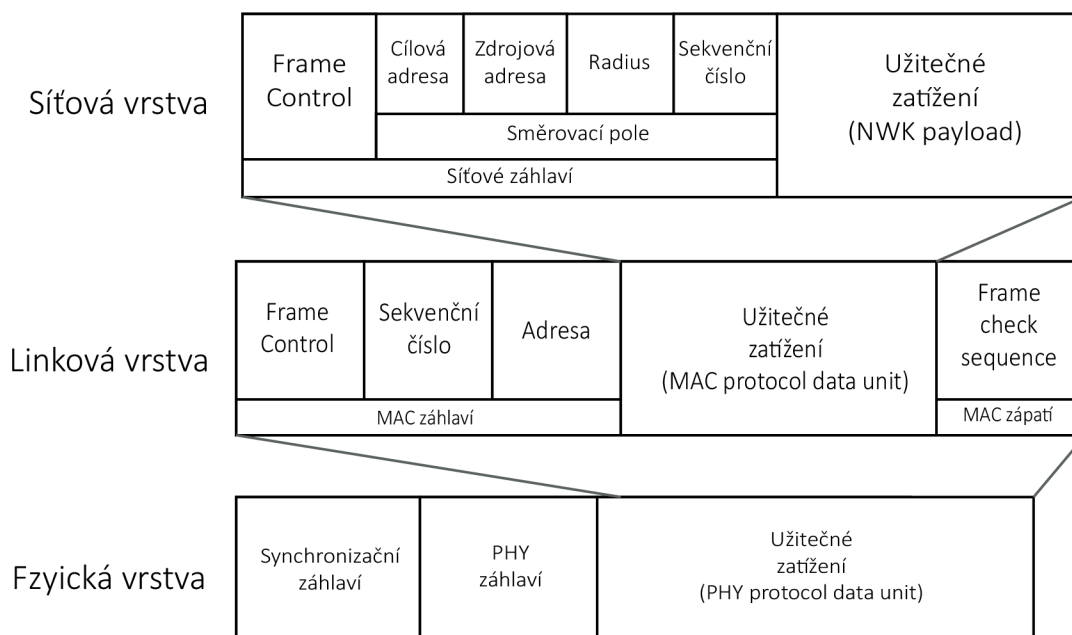 Síťová vrstva
Frame
Control
Cílová
adresa
Zdrojová
adresa
Radius
Sekvenční
číslo
Směrovací pole
Síťové záhlaví
Užitečné
zatížení
(NWK payload)
Linková vrstva
Frame
Control
Sekvenční
číslo
Adresa
MAC záhlaví
Užitečné
zatížení
(MAC protocol data unit)
Frame
check
sequence
MAC zápatí
Fzyická vrstva
Synchronizační
záhlaví
PHY
záhlaví
Užitečné
zatížení
(PHY protocol data unit)